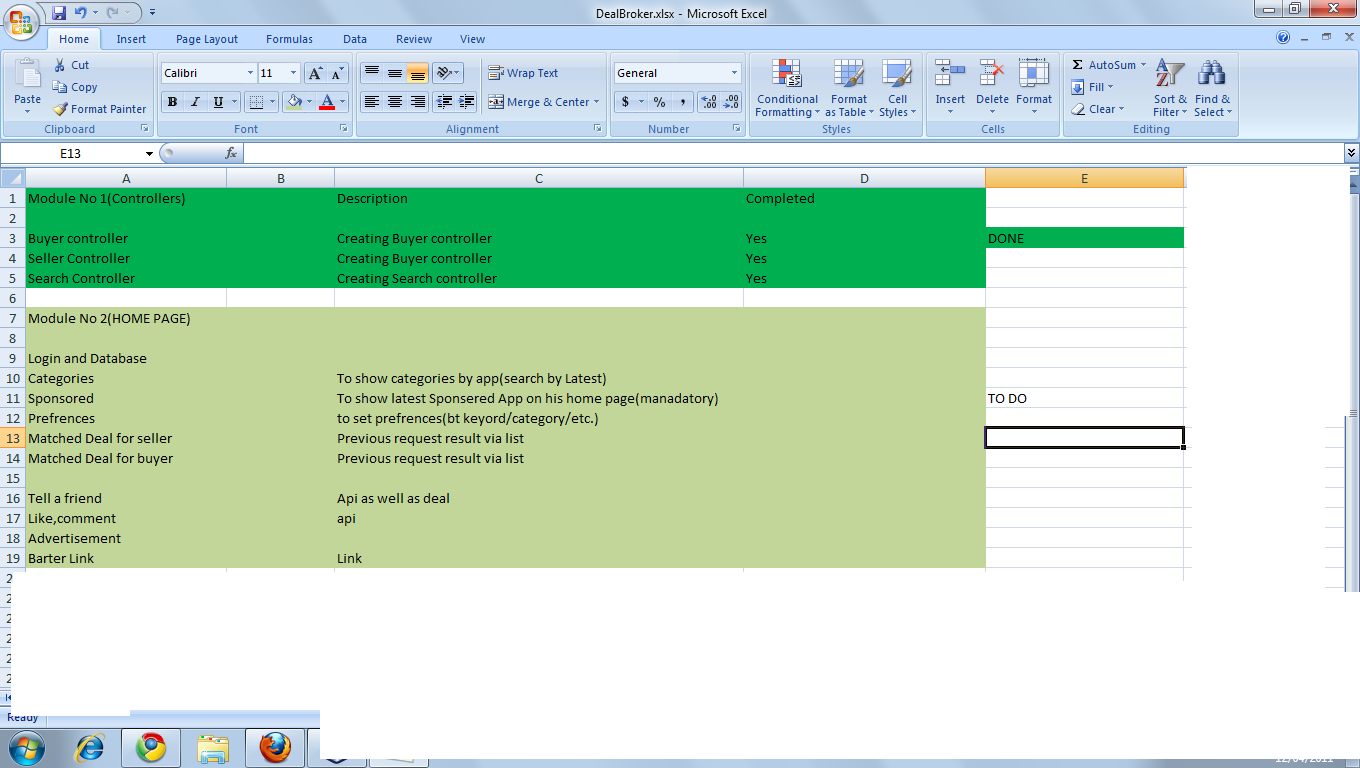 DealBroker.xlsx - Microsoft Excel
Home Insert Page Layout Formulas Data Review View
Paste
Cut
Copy
Format Painter
Clipboard
Calibri 11
B I U
Font
Wrap Text
Merge & Center
Alignment
General
$ % ,
Number
Conditional Formatting
Format as Table
Cell Styles
Styles
Insert Delete Format
Cells
Σ AutoSum
Fill
Clear
Sort & Filter
Find & Select
Editing
E13 fx
A B C D E
1 Module No 1(Controllers) Description Completed
2
3 Buyer controller Creating Buyer controller Yes DONE
4 Seller Controller Creating Buyer controller Yes
5 Search Controller Creating Search controller Yes
6
7 Module No 2(HOME PAGE)
8
9 Login and Database
10 Categories To show categories by app(search by Latest)
11 Sponsored To show latest Sponsered App on his home page(manadatory) TO DO
12 Prefrences to set prefrences(bt keyord/category/etc.)
13 Matched Deal for seller Previous request result via list
14 Matched Deal for buyer Previous request result via list
15
16 Tell a friend Api as well as deal
17 Like,comment api
18 Advertisement
19 Barter Link Link
Ready